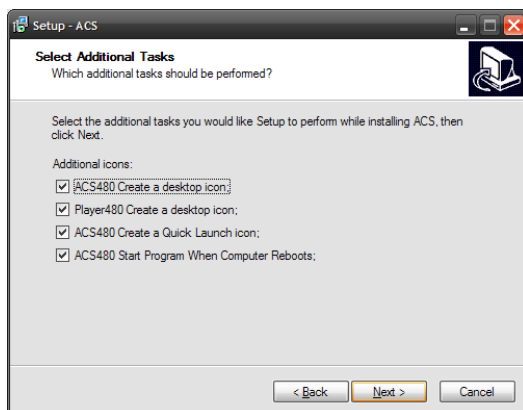 Setup - ACS
Select Additional Tasks
Which additional tasks should be performed?
Select the additional tasks you would like Setup to perform while installing ACS, then
click Next.
Additional icons:
ACS480 Create a desktop icon;
Player480 Create a desktop icon;
ACS480 Create a Quick Launch icon;
ACS480 Start Program When Computer Reboots;
< Back
Next >
Cancel